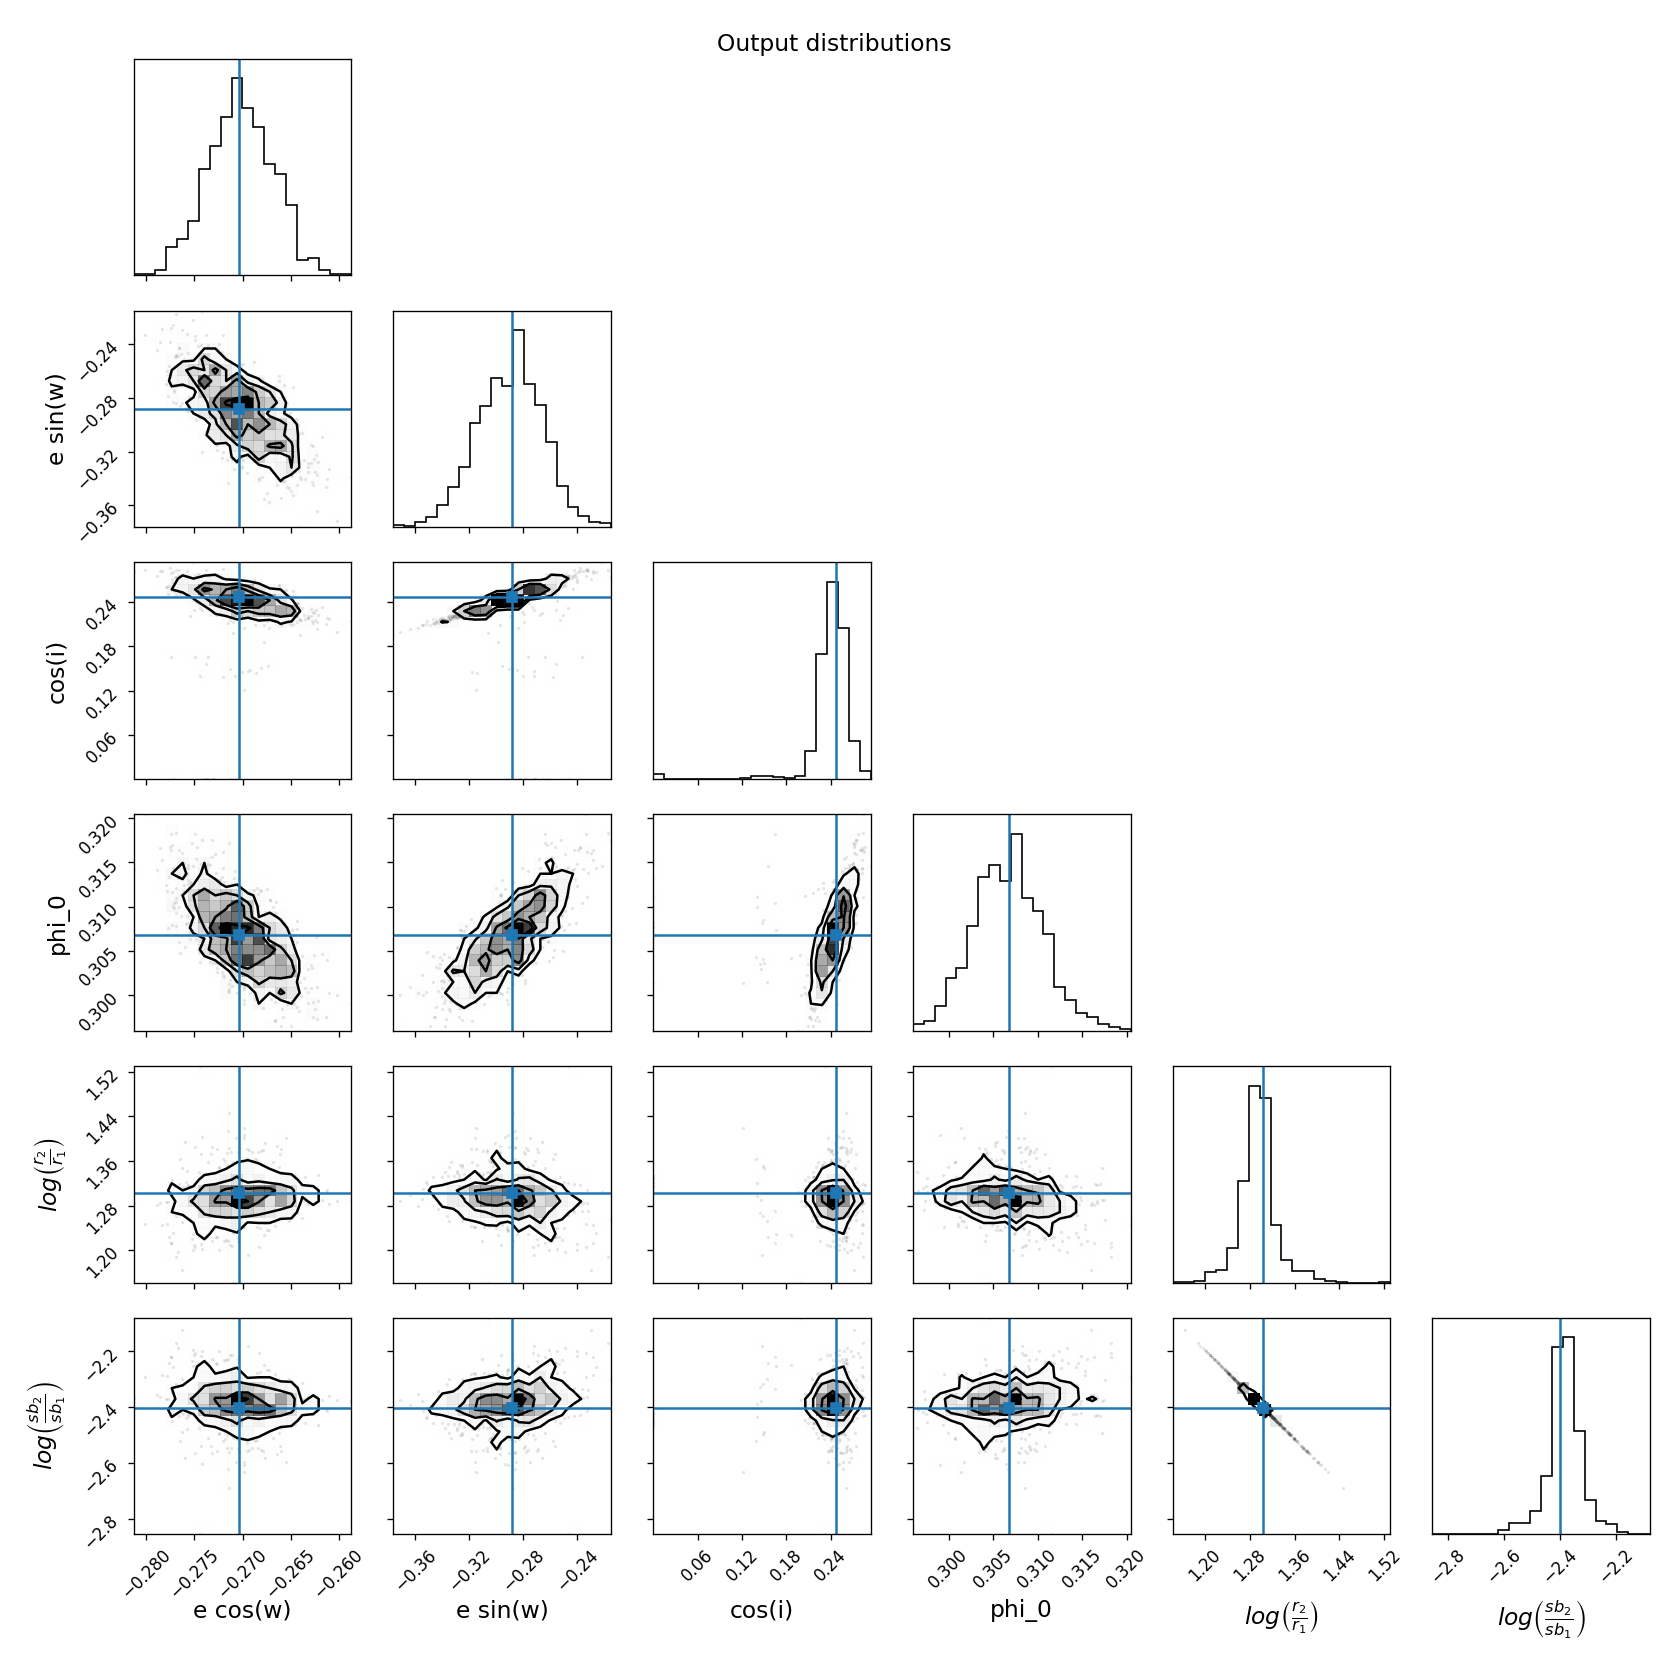 Output distributions
e sin(w)
−0.24
−0.28
−0.32
−0.36
cos(i)
0.24
0.18
0.12
0.06
phi_0
0.320
0.315
0.310
0.305
0.300
log(r₂/r₁)
1.52
1.44
1.36
1.28
1.20
log(sb₂/sb₁)
−2.2
−2.4
−2.6
−2.8
−0.280 −0.275 −0.270 −0.265 −0.260
−0.36 −0.32 −0.28 −0.24
0.06 0.12 0.18 0.24
0.300 0.305 0.310 0.315 0.320
1.20 1.28 1.36 1.44 1.52
−2.8 −2.6 −2.4 −2.2
e cos(w)
e sin(w)
cos(i)
phi_0
log(r₂/r₁)
log(sb₂/sb₁)